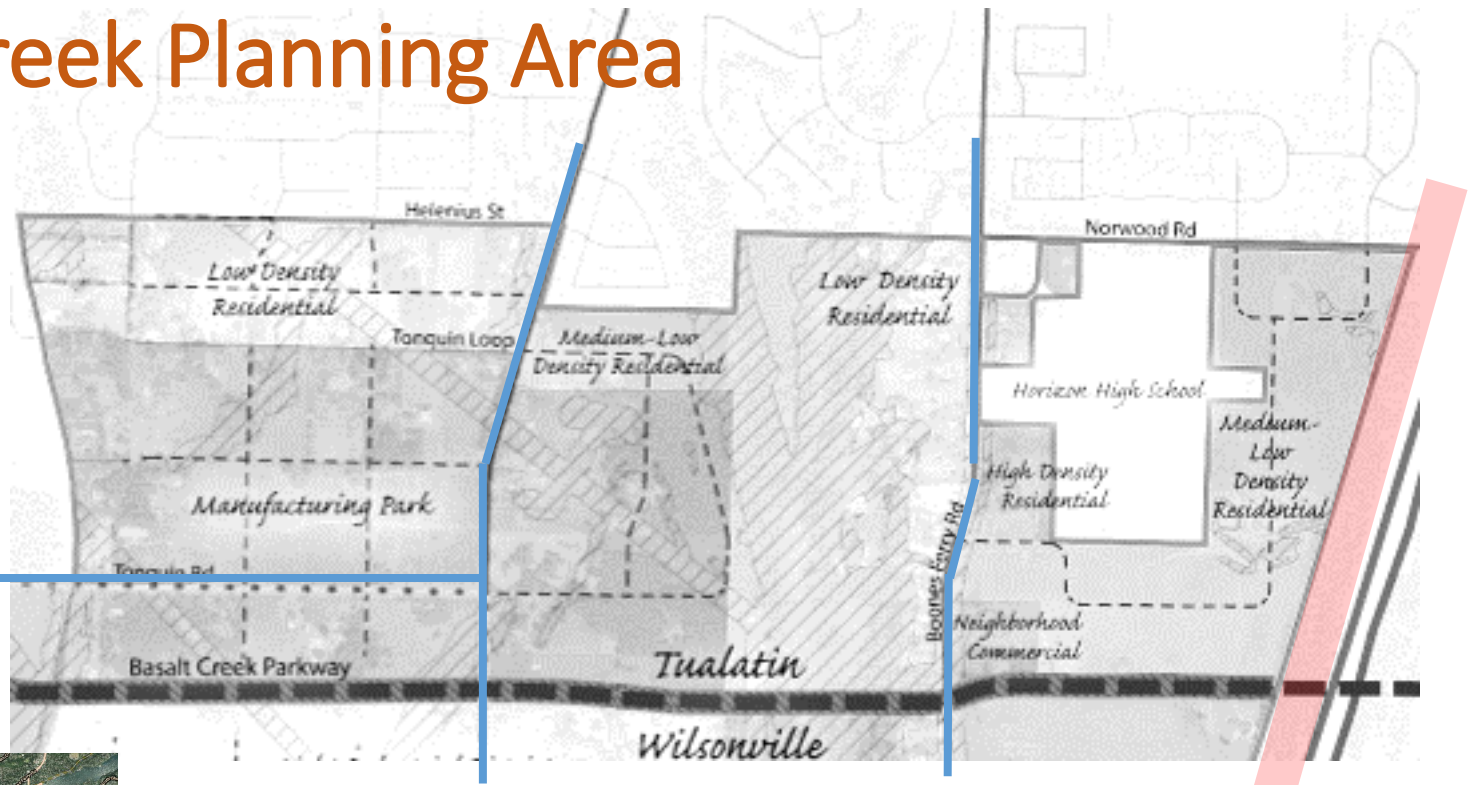 reek Planning Area
Helenius St
Norwood Rd
Low Density
Residential
Low Density
Residential
Tonquin Loop
Medium-Low
Density Residential
Horizon High School
Medium-
Low
Density
Residential
High Density
Residential
Manufacturing Park
Boones Ferry Rd
Tonquin Rd
Neighborhood
Commercial
Basalt Creek Parkway
Tualatin
Wilsonville